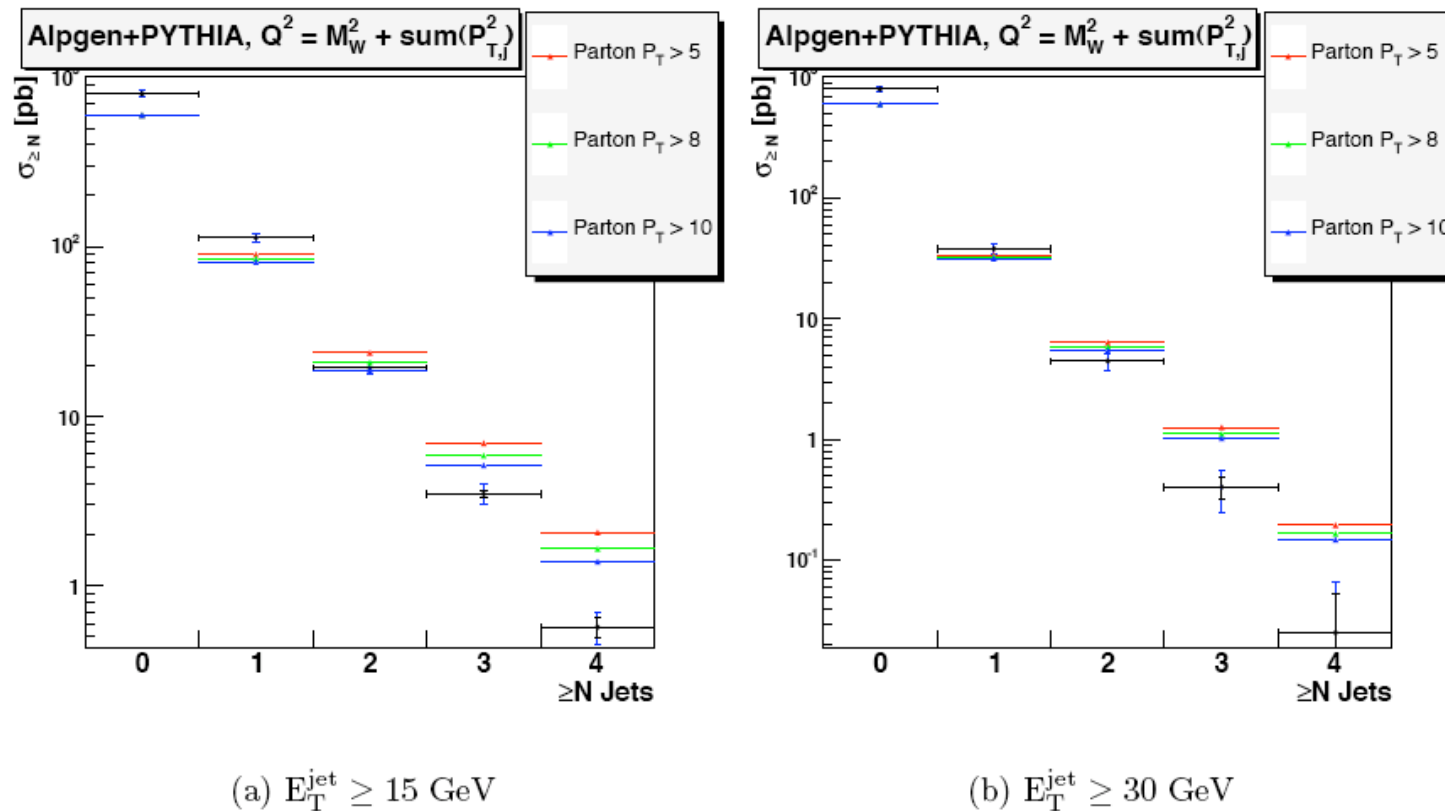 Alpgen+PYTHIA, Q² = M²_W + sum(P²_T,j)
Parton P_T > 5
Parton P_T > 8
Parton P_T > 10
σ≥N [pb]
10³
10²
10
1
0 1 2 3 4
≥N Jets
(a) E_T^jet ≥ 15 GeV
Alpgen+PYTHIA, Q² = M²_W + sum(P²_T,j)
Parton P_T > 5
Parton P_T > 8
Parton P_T > 10
σ≥N [pb]
10³
10²
10
1
10⁻¹
0 1 2 3 4
≥N Jets
(b) E_T^jet ≥ 30 GeV